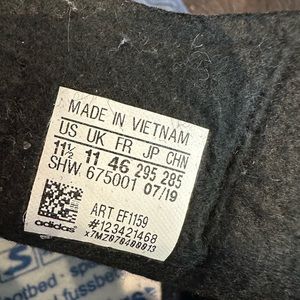 MADE IN VIETNAM
US UK FR JP CHN
11½ 11 46 295 285
SHW 675001 07/19
ART EF1159
#123421468
adidas